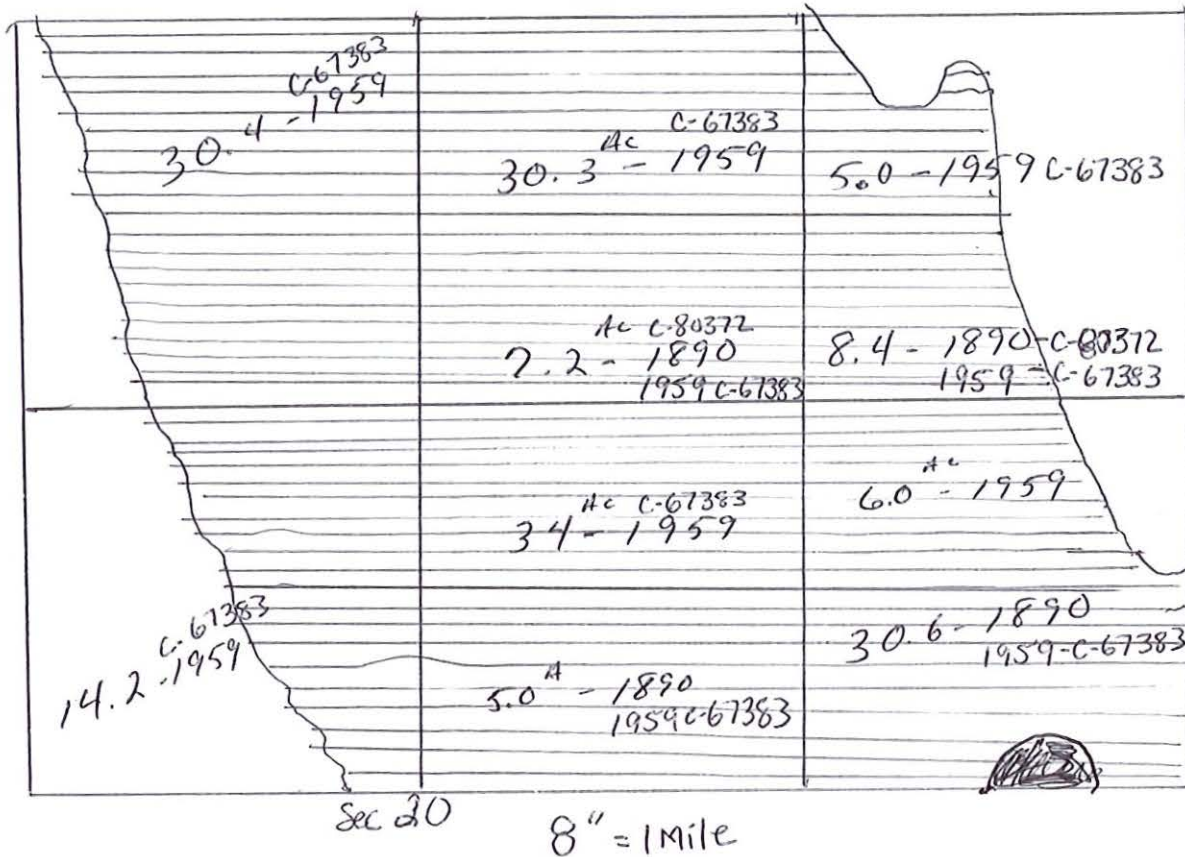 C-67383
30.4 - 1959
Ac C-67383
30.3 - 1959
5.0 - 1959 C-67383
Ac C-80372
7.2 - 1890
1959 C-67383
8.4 - 1890 - C-80372
1959 - C-67383
Ac C-67383
34 - 1959
Ac
6.0 - 1959
C-67383
14.2 - 1959
A
5.0 - 1890
1959 C-67383
30.6 - 1890
1959-C-67383
Sec 20
8" = 1 Mile